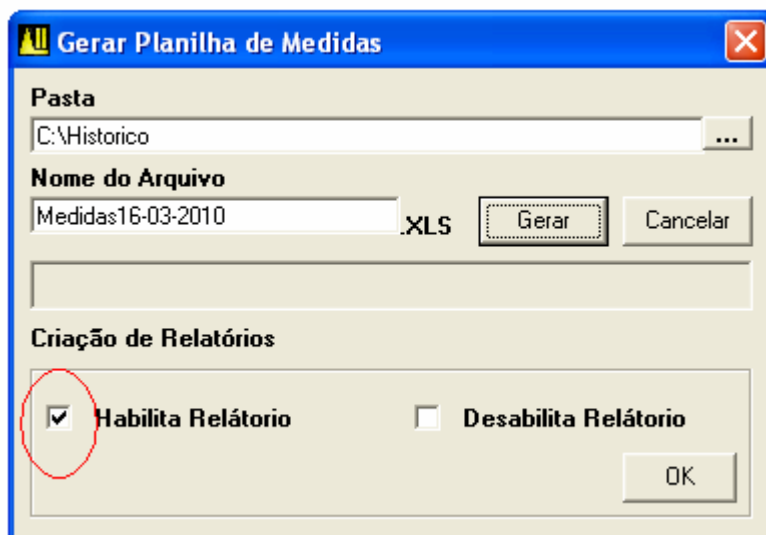 Gerar Planilha de Medidas
Pasta
C:\Historico
...
Nome do Arquivo
Medidas16-03-2010 .XLS Gerar Cancelar
Criação de Relatórios
Habilita Relátorio Desabilita Relátorio
OK